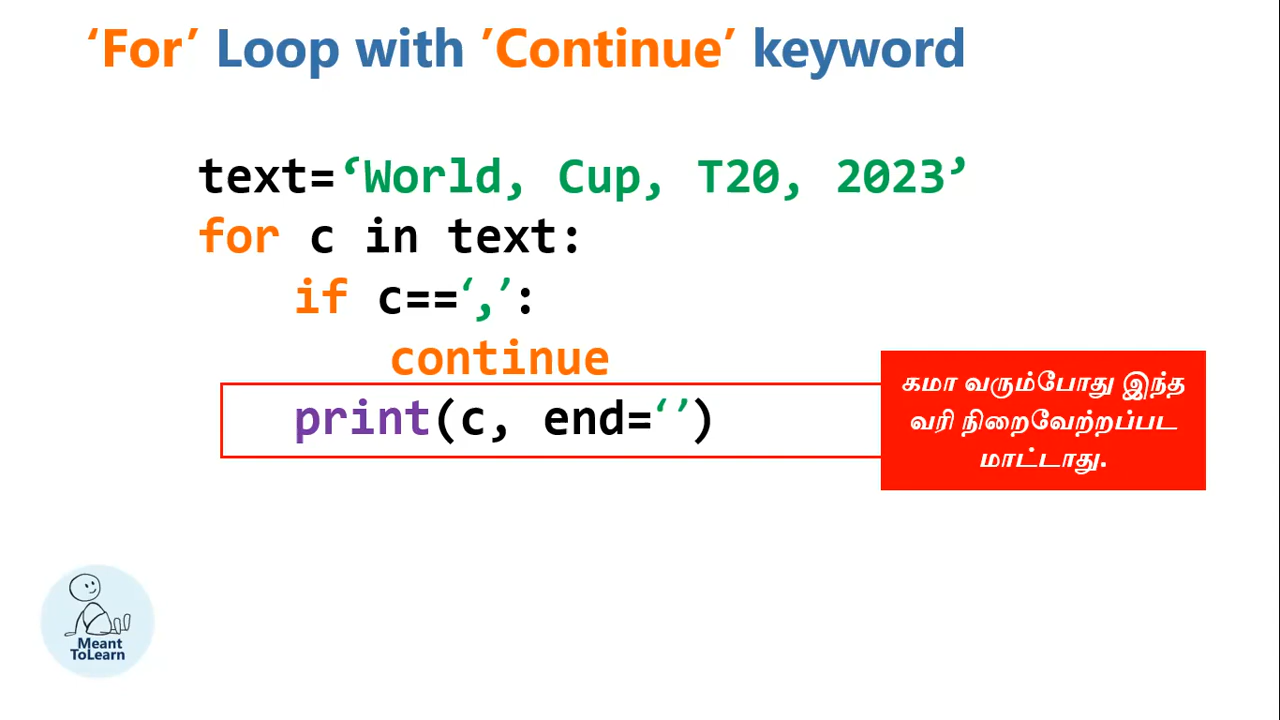 ‘For’ Loop with ’Continue’ keyword
text=‘World, Cup, T20, 2023’
for c in text:
if c==‘,’:
continue
print(c, end=‘’)
கமா வரும்போது இந்த
வரி நிறைவேற்றப்பட
மாட்டாது.
Meant
ToLearn